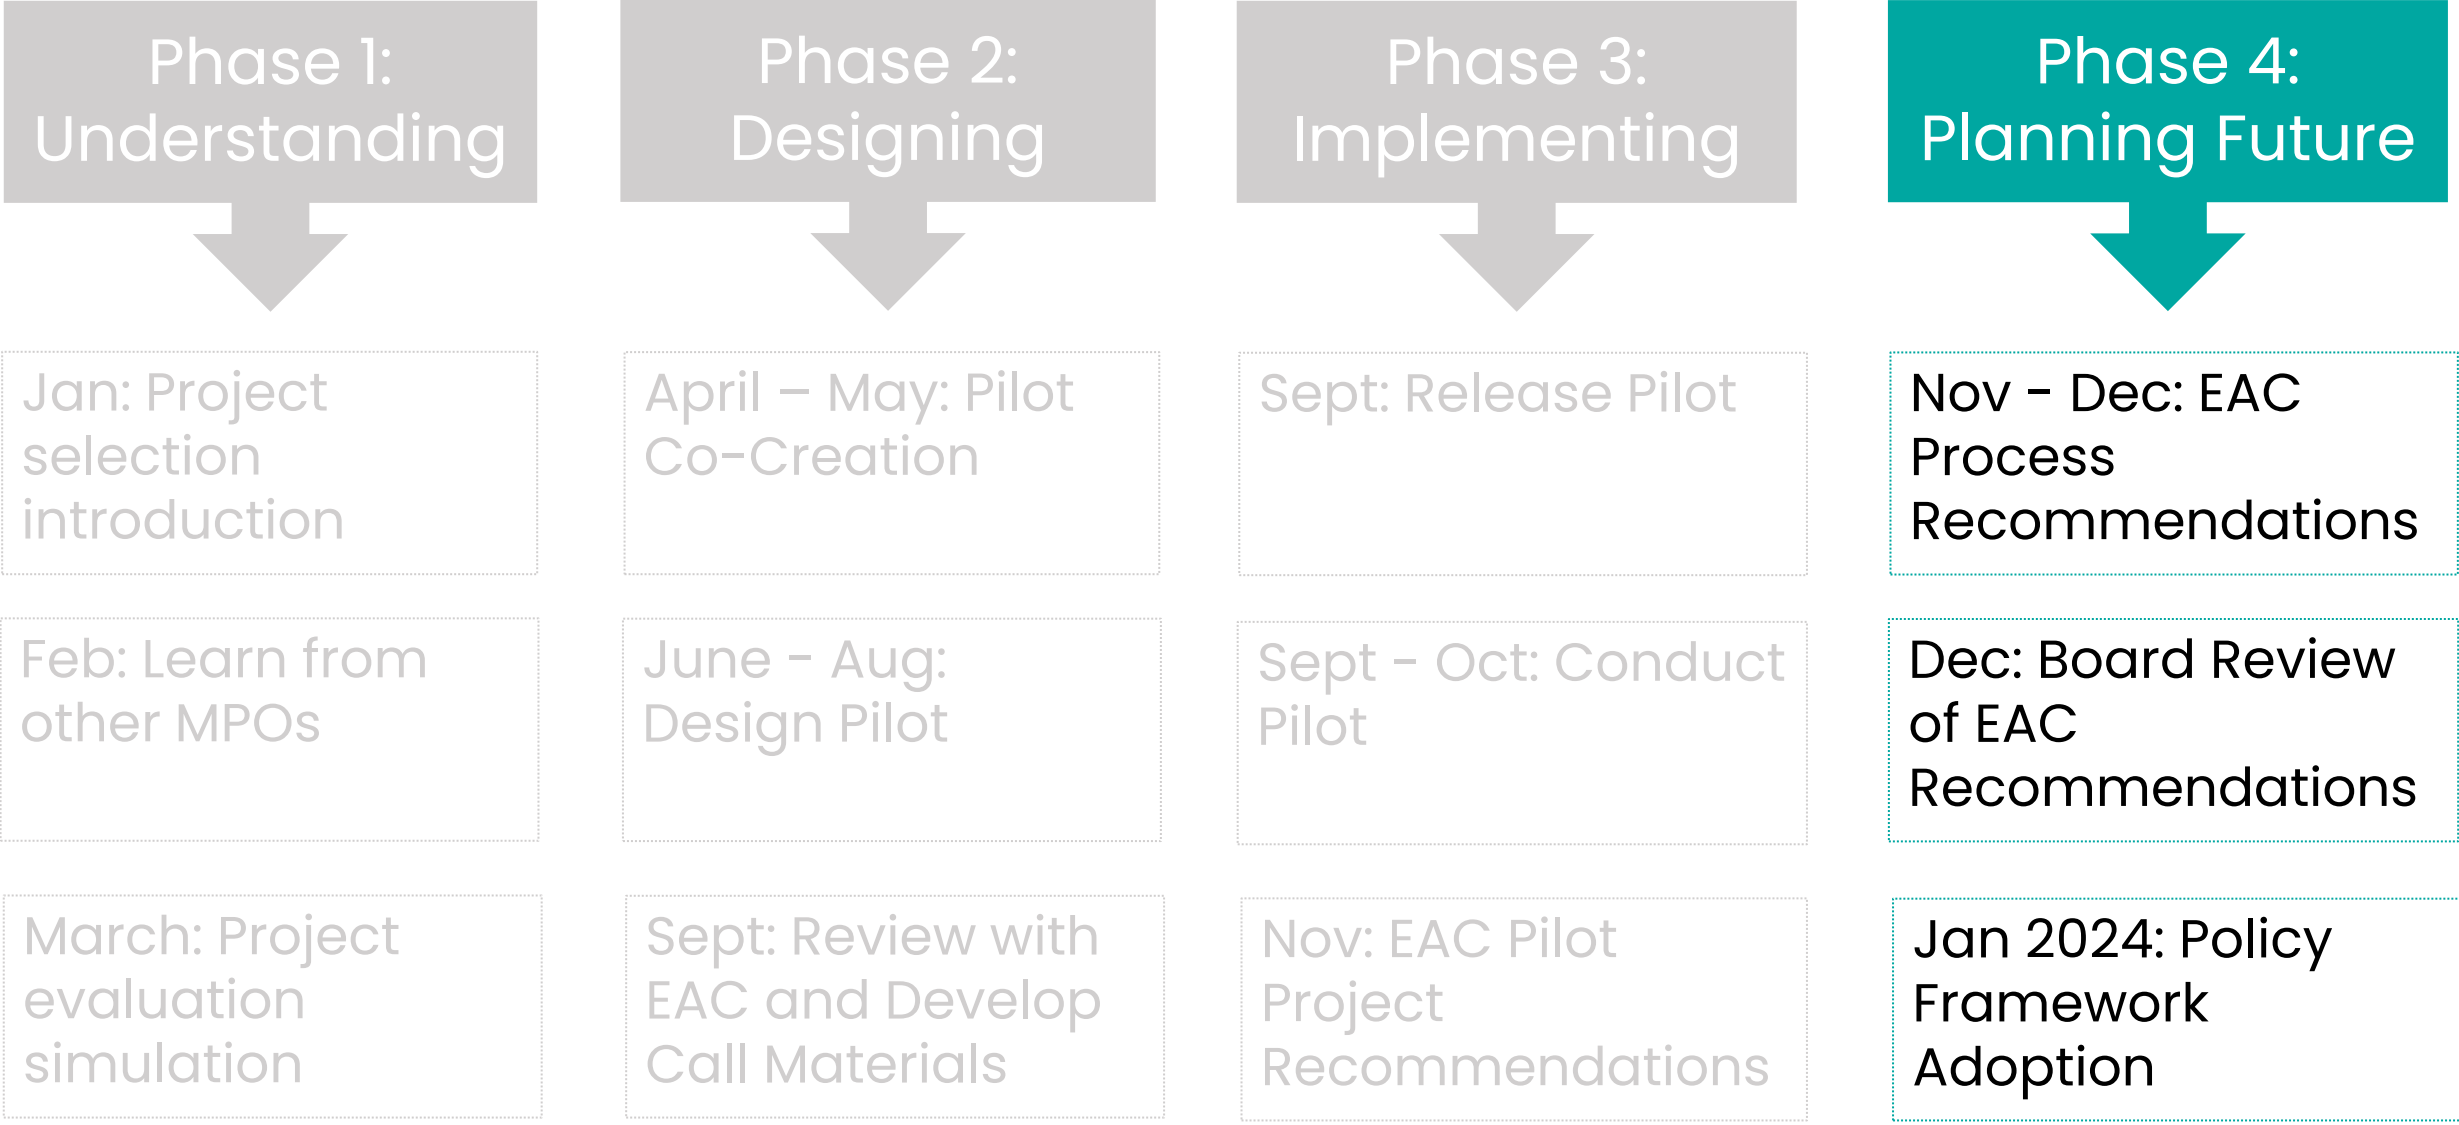 Phase 1:
Understanding
Jan: Project
selection
introduction
Feb: Learn from
other MPOs
March: Project
evaluation
simulation
Phase 2:
Designing
April – May: Pilot
Co-Creation
June - Aug:
Design Pilot
Sept: Review with
EAC and Develop
Call Materials
Phase 3:
Implementing
Sept: Release Pilot
Sept - Oct: Conduct
Pilot
Nov: EAC Pilot
Project
Recommendations
Phase 4:
Planning Future
Nov - Dec: EAC
Process
Recommendations
Dec: Board Review
of EAC
Recommendations
Jan 2024: Policy
Framework
Adoption